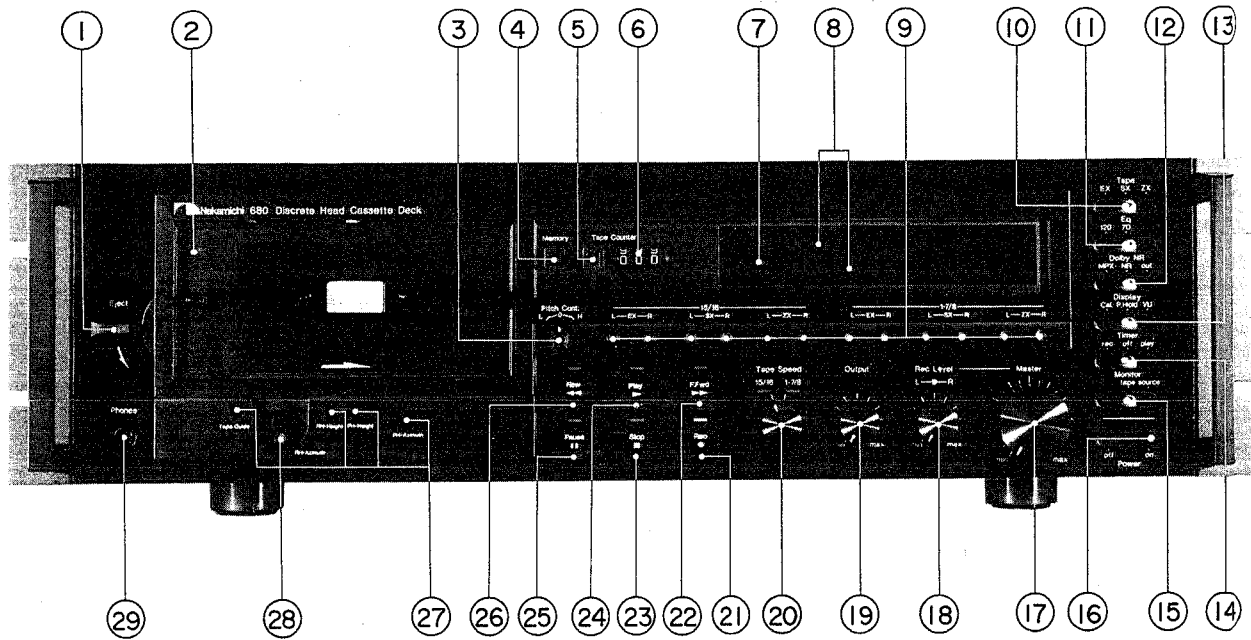 1 2 3 4 5 6 7 8 9 10 11 12 13
Nakamichi 680 Discrete Head Cassette Deck
Tape
EX SX ZX
Eq
120 70
Memory Tape Counter
Dolby NR
MPX- NR out
Display
Cal. P.Hold VU
Eject
Pitch Cont.
L 0 H
15/16
1-7/8
L EX R L SX R L ZX R L EX R L SX R L ZX R
Timer
rec off play
Monitor
tape source
Rew Play F.Fwd
Tape Speed
15/16 1-7/8
Output
Rec Level
L R
Master
Phones
Tape Guide
RH-Height
PH-Height
PH-Azimuth
RH-Azimuth
Pause Stop Rec
max max max
off on
Power
29 28 27 26 25 24 23 22 21 20 19 18 17 16 15 14